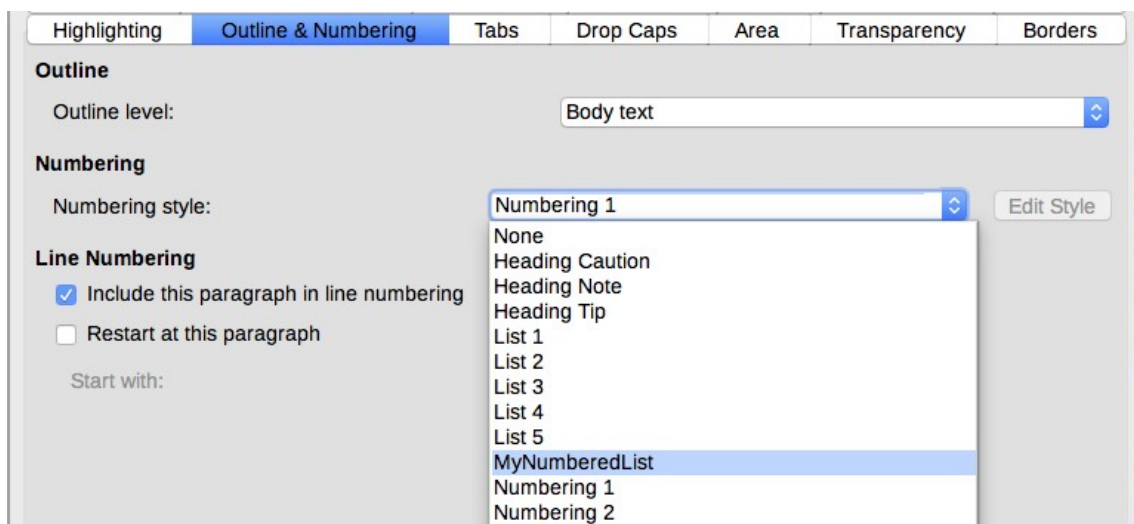 Highlighting Outline & Numbering Tabs Drop Caps Area Transparency Borders
Outline
Outline level: Body text
Numbering
Numbering style: Numbering 1 Edit Style
None
Heading Caution
Heading Note
Heading Tip
List 1
List 2
List 3
List 4
List 5
MyNumberedList
Numbering 1
Numbering 2
Line Numbering
Include this paragraph in line numbering
Restart at this paragraph
Start with: